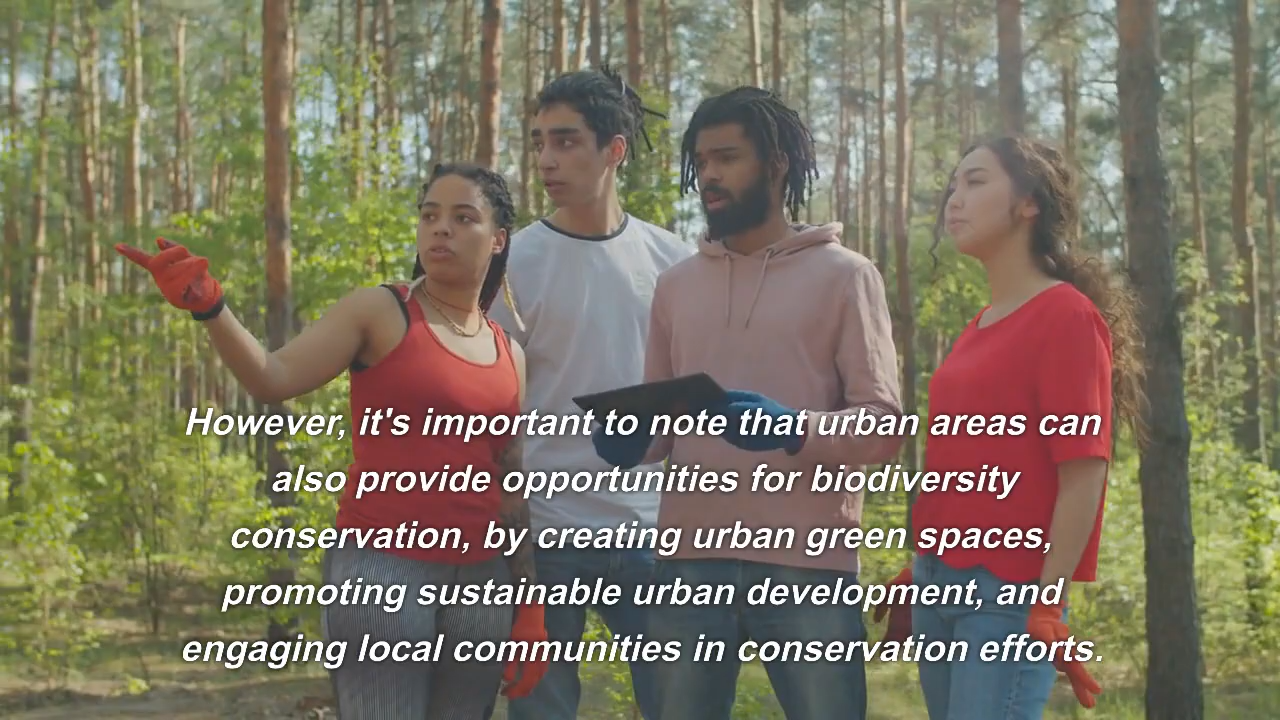 However, it's important to note that urban areas can
also provide opportunities for biodiversity
conservation, by creating urban green spaces,
promoting sustainable urban development, and
engaging local communities in conservation efforts.